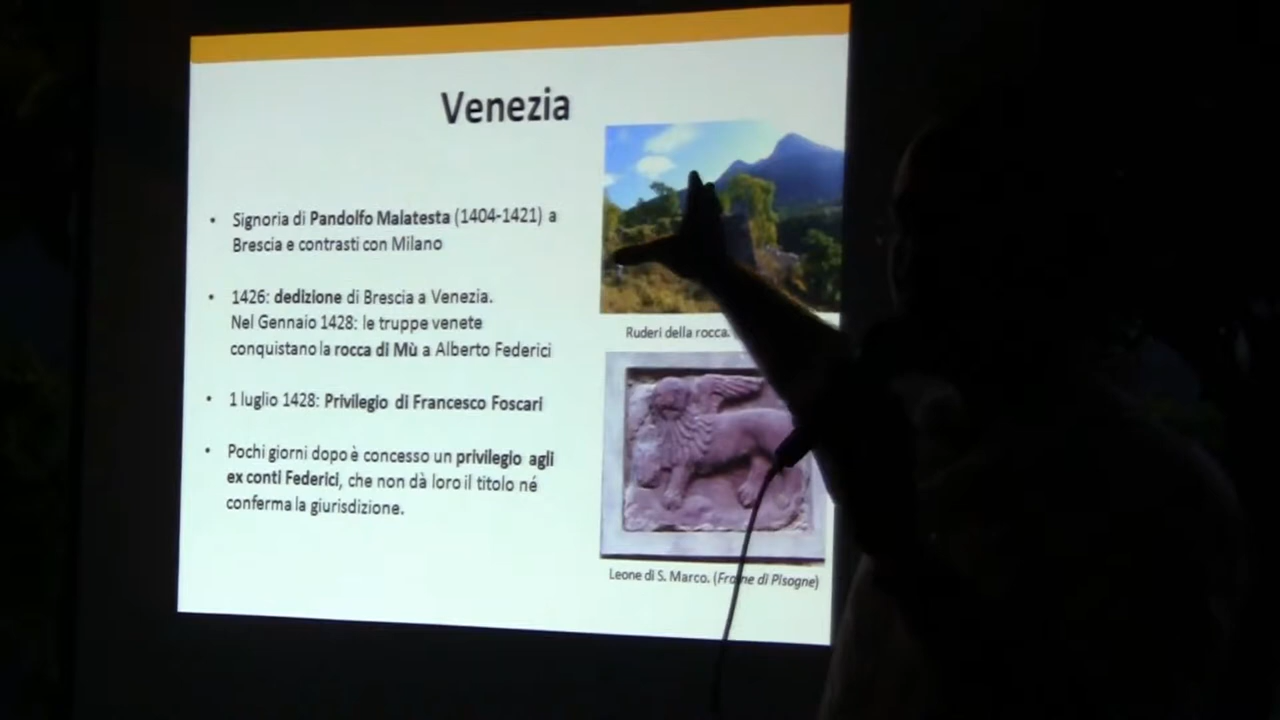 Venezia
• Signoria di Pandolfo Malatesta (1404-1421) a
Brescia e contrasti con Milano
• 1426: dedizione di Brescia a Venezia.
Nel Gennaio 1428: le truppe venete
conquistano la rocca di Mù a Alberto Federici
• 1 luglio 1428: Privilegio di Francesco Foscari
• Pochi giorni dopo è concesso un privilegio agli
ex conti Federici, che non dà loro il titolo né
conferma la giurisdizione.
Ruderi della rocca.
Leone di S. Marco. (Fraine di Pisogne)